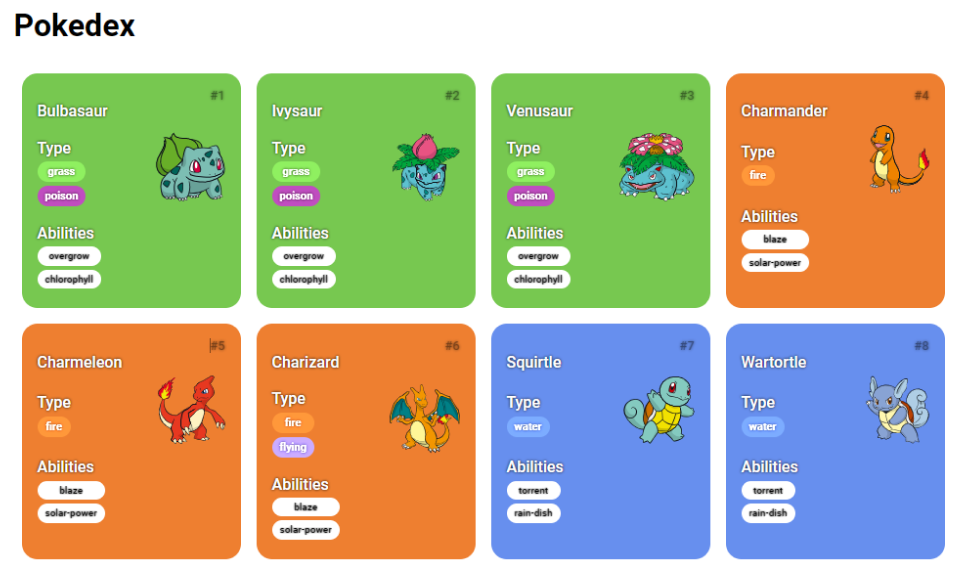 Pokedex
#1
Bulbasaur
Type
grass
poison
Abilities
overgrow
chlorophyll
#2
Ivysaur
Type
grass
poison
Abilities
overgrow
chlorophyll
#3
Venusaur
Type
grass
poison
Abilities
overgrow
chlorophyll
#4
Charmander
Type
fire
Abilities
blaze
solar-power
#5
Charmeleon
Type
fire
Abilities
blaze
solar-power
#6
Charizard
Type
fire
flying
Abilities
blaze
solar-power
#7
Squirtle
Type
water
Abilities
torrent
rain-dish
#8
Wartortle
Type
water
Abilities
torrent
rain-dish